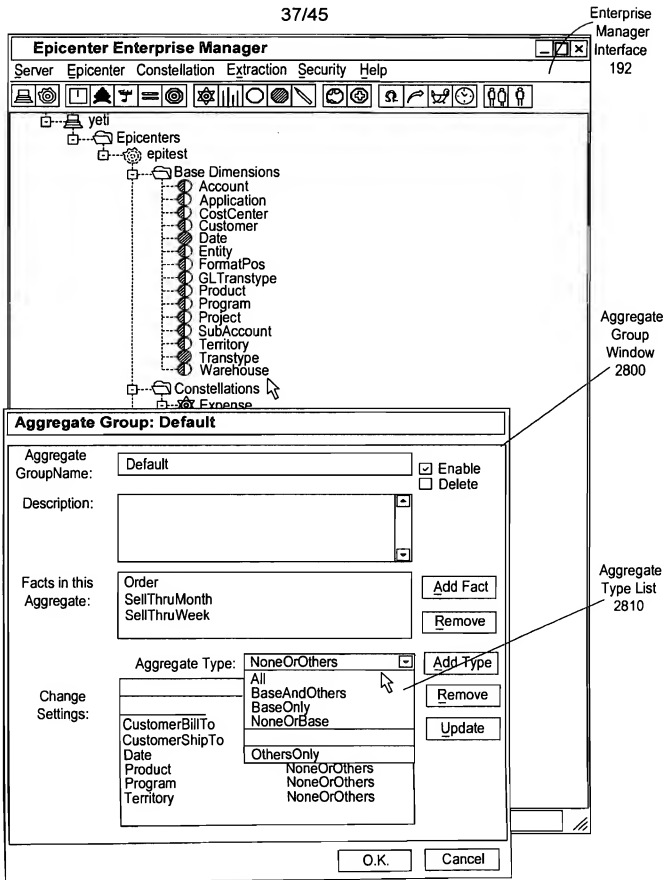 37/45
Enterprise
Manager
Interface
192
Epicenter Enterprise Manager
Server Epicenter Constellation Extraction Security Help
yeti
Epicenters
epitest
Base Dimensions
Account
Application
CostCenter
Customer
Date
Entity
FormatPos
GLTranstype
Product
Program
Project
SubAccount
Territory
Transtype
Warehouse
Constellations
Expense
Aggregate
Group
Window
2800
Aggregate Group: Default
Aggregate
GroupName:
Default
Enable
Delete
Description:
Facts in this
Aggregate:
Order
SellThruMonth
SellThruWeek
Add Fact
Remove
Aggregate
Type List
2810
Aggregate Type:
NoneOrOthers
Add Type
All
BaseAndOthers
BaseOnly
NoneOrBase
OthersOnly
Remove
Update
Change
Settings:
CustomerBillTo
CustomerShipTo
Date
Product NoneOrOthers
Program NoneOrOthers
Territory NoneOrOthers
O.K. Cancel